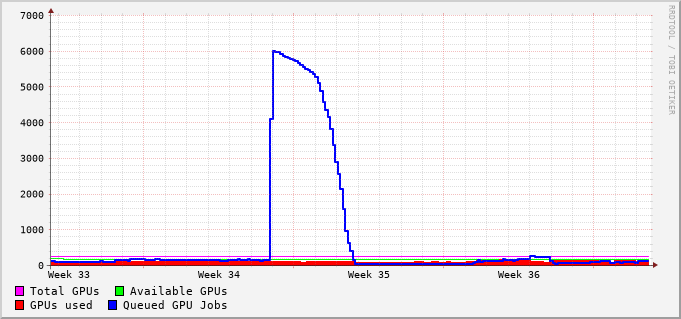 7000
6000
5000
4000
3000
2000
1000
0
Week 33 Week 34 Week 35 Week 36
Total GPUs Available GPUs
GPUs used Queued GPU Jobs
RRDTOOL / TOBI OETIKER